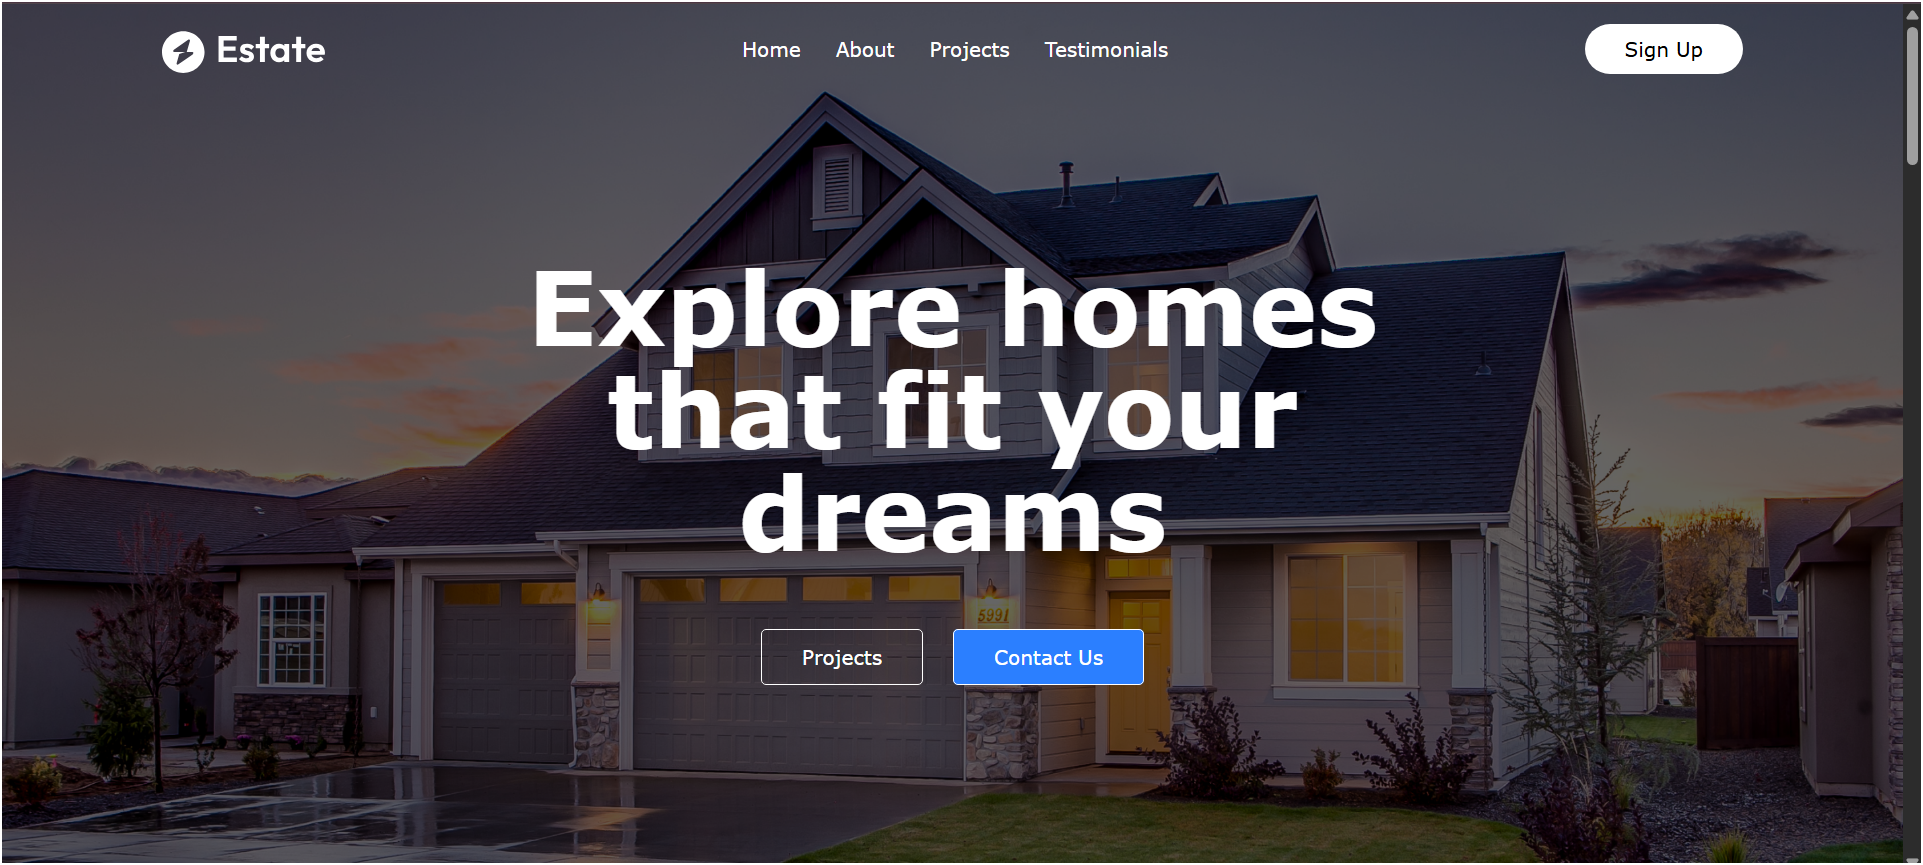 Estate
Home About Projects Testimonials
Sign Up
Explore homes
that fit your
dreams
5991
Projects
Contact Us